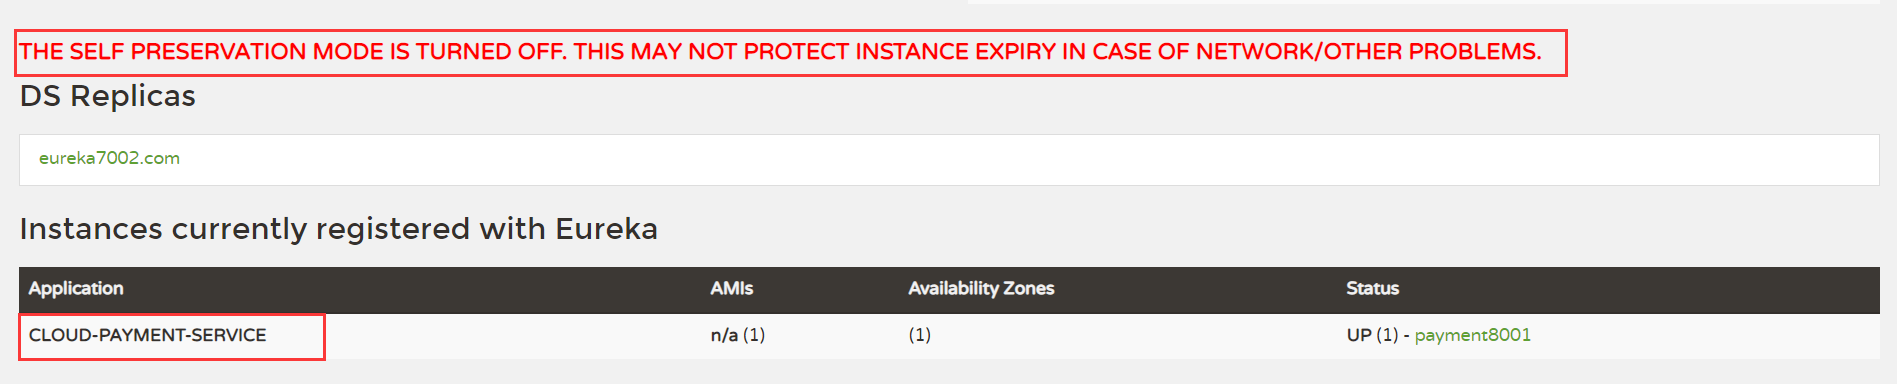 THE SELF PRESERVATION MODE IS TURNED OFF. THIS MAY NOT PROTECT INSTANCE EXPIRY IN CASE OF NETWORK/OTHER PROBLEMS.
DS Replicas
eureka7002.com
Instances currently registered with Eureka
Application AMIs Availability Zones Status
CLOUD-PAYMENT-SERVICE n/a (1) (1) UP (1) - payment8001